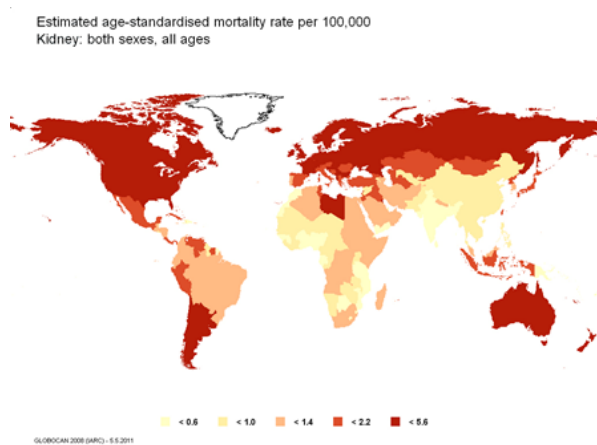 Estimated age-standardised mortality rate per 100,000
Kidney: both sexes, all ages
< 0.6 < 1.0 < 1.4 < 2.2 < 5.6
GLOBOCAN 2008 (IARC) - 5.5.2011